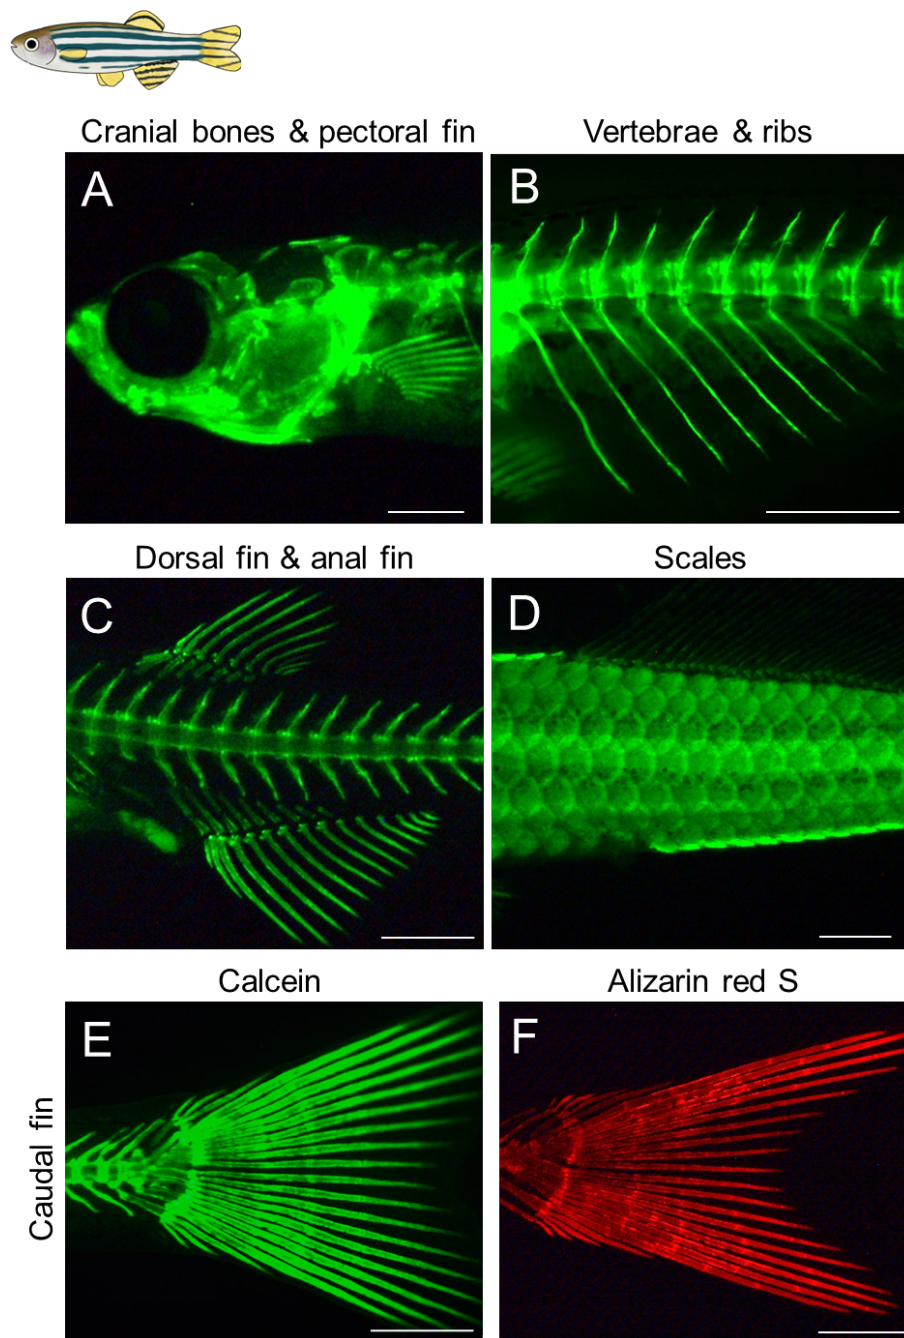 Cranial bones & pectoral fin
Vertebrae & ribs
A
B
Dorsal fin & anal fin
Scales
C
D
Calcein
Alizarin red S
E
F
Caudal fin